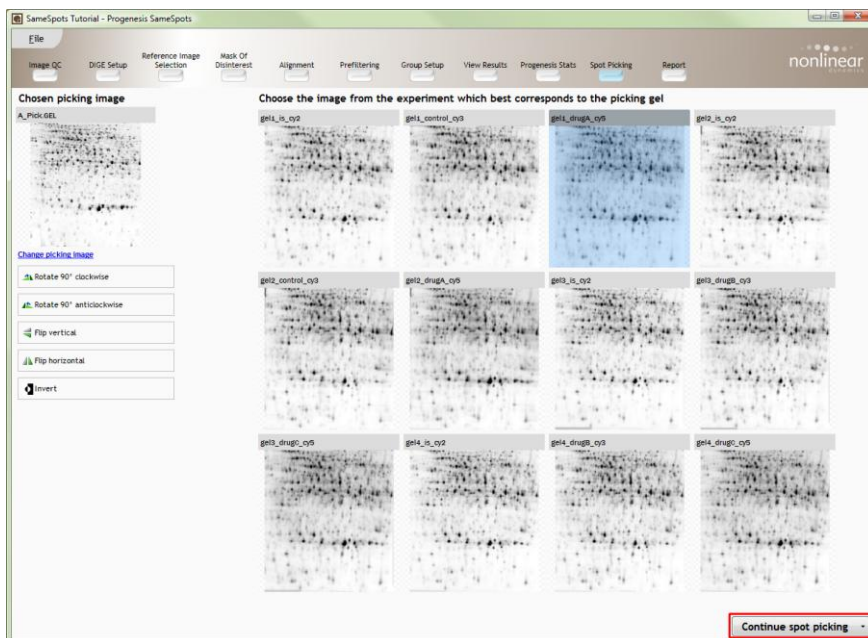 SameSpots Tutorial - Progenesis SameSpots
File
Image QC
DIGE Setup
Reference Image
Selection
Mask Of
Disinterest
Alignment
Prefiltering
Group Setup
View Results
Progenesis Stats
Spot Picking
Report
nonlinear
dynamics
Chosen picking image
Choose the image from the experiment which best corresponds to the picking gel
A_Pick.GEL
gel1_is_cy2
gel1_control_cy3
gel1_drugA_cy5
gel2_is_cy2
Change picking image
Rotate 90° clockwise
Rotate 90° anticlockwise
Flip vertical
Flip horizontal
Invert
gel2_control_cy3
gel2_drugA_cy5
gel3_is_cy2
gel3_drugB_cy3
gel3_drugC_cy5
gel4_is_cy2
gel4_drugB_cy3
gel4_drugC_cy5
Continue spot picking